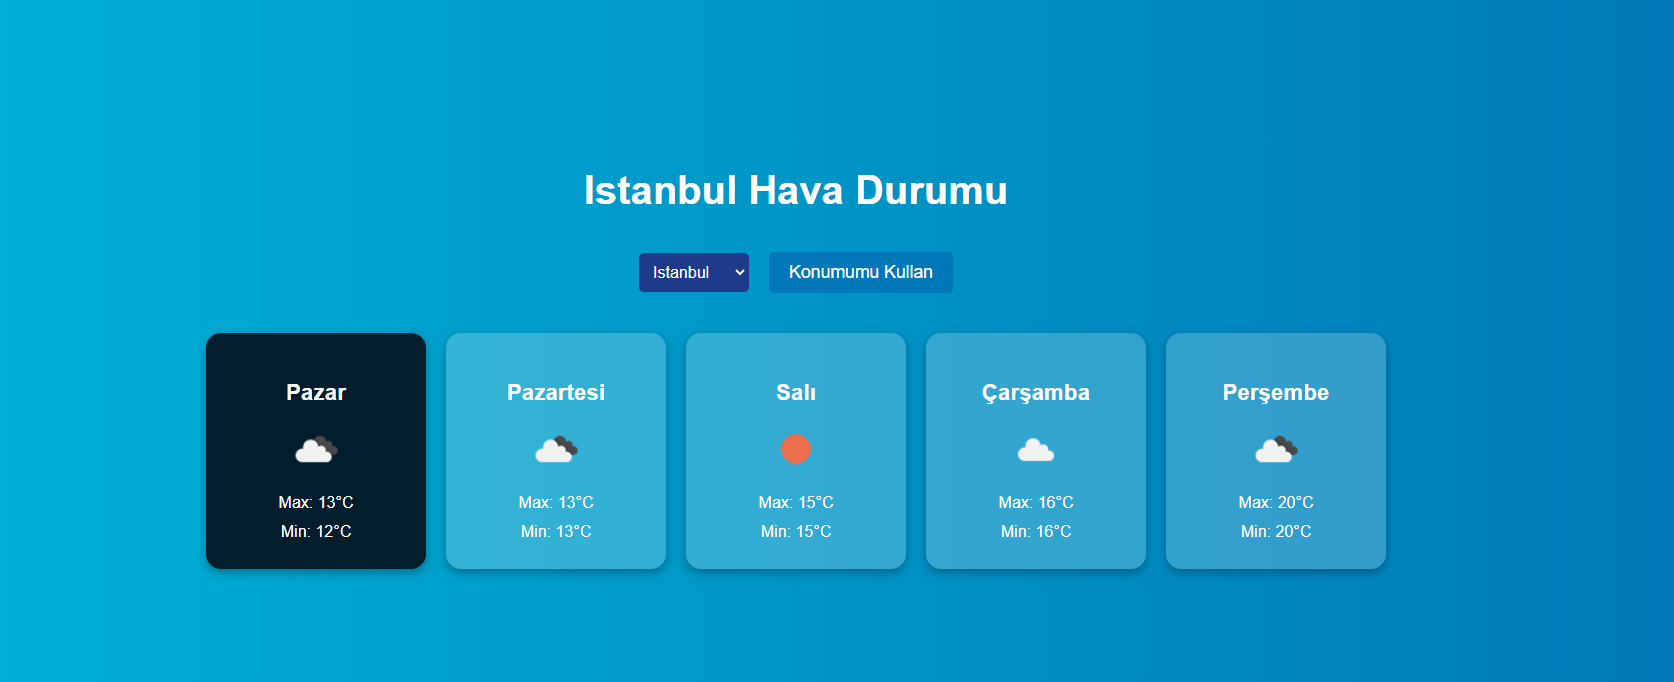 Istanbul Hava Durumu
Istanbul
Konumumu Kullan
Pazar
Max: 13°C
Min: 12°C
Pazartesi
Max: 13°C
Min: 13°C
Salı
Max: 15°C
Min: 15°C
Çarşamba
Max: 16°C
Min: 16°C
Perşembe
Max: 20°C
Min: 20°C